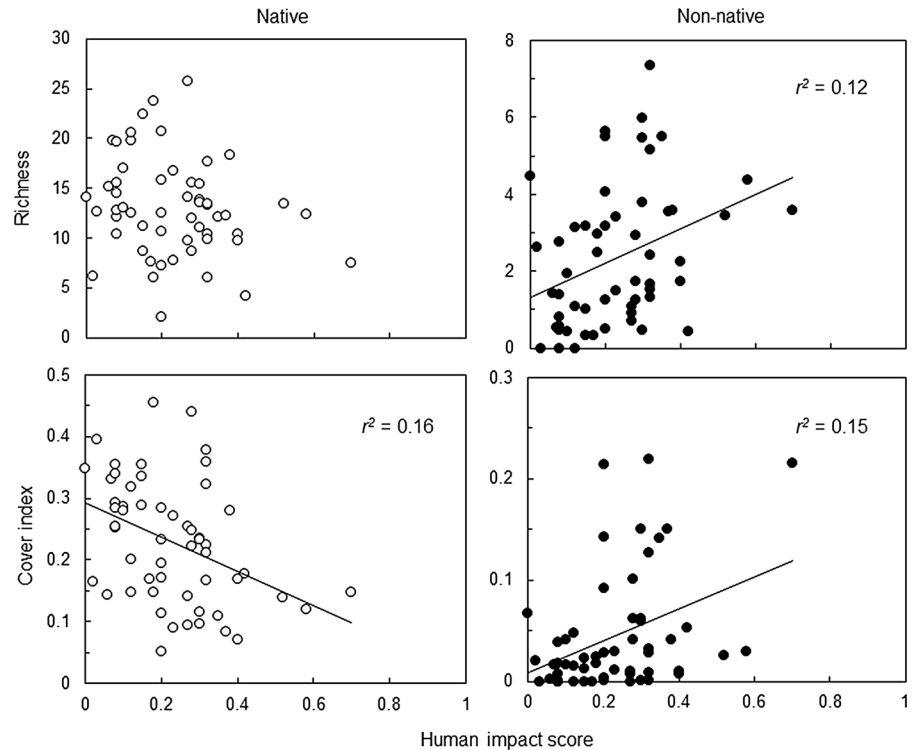 Native Non-native
30
25
20
15
10
5
0
Richness
8
6
4
2
0
r² = 0.12
0.5
0.4
0.3
0.2
0.1
0
Cover index
r² = 0.16
0 0.2 0.4 0.6 0.8 1
0.3
0.2
0.1
0
r² = 0.15
0 0.2 0.4 0.6 0.8 1
Human impact score